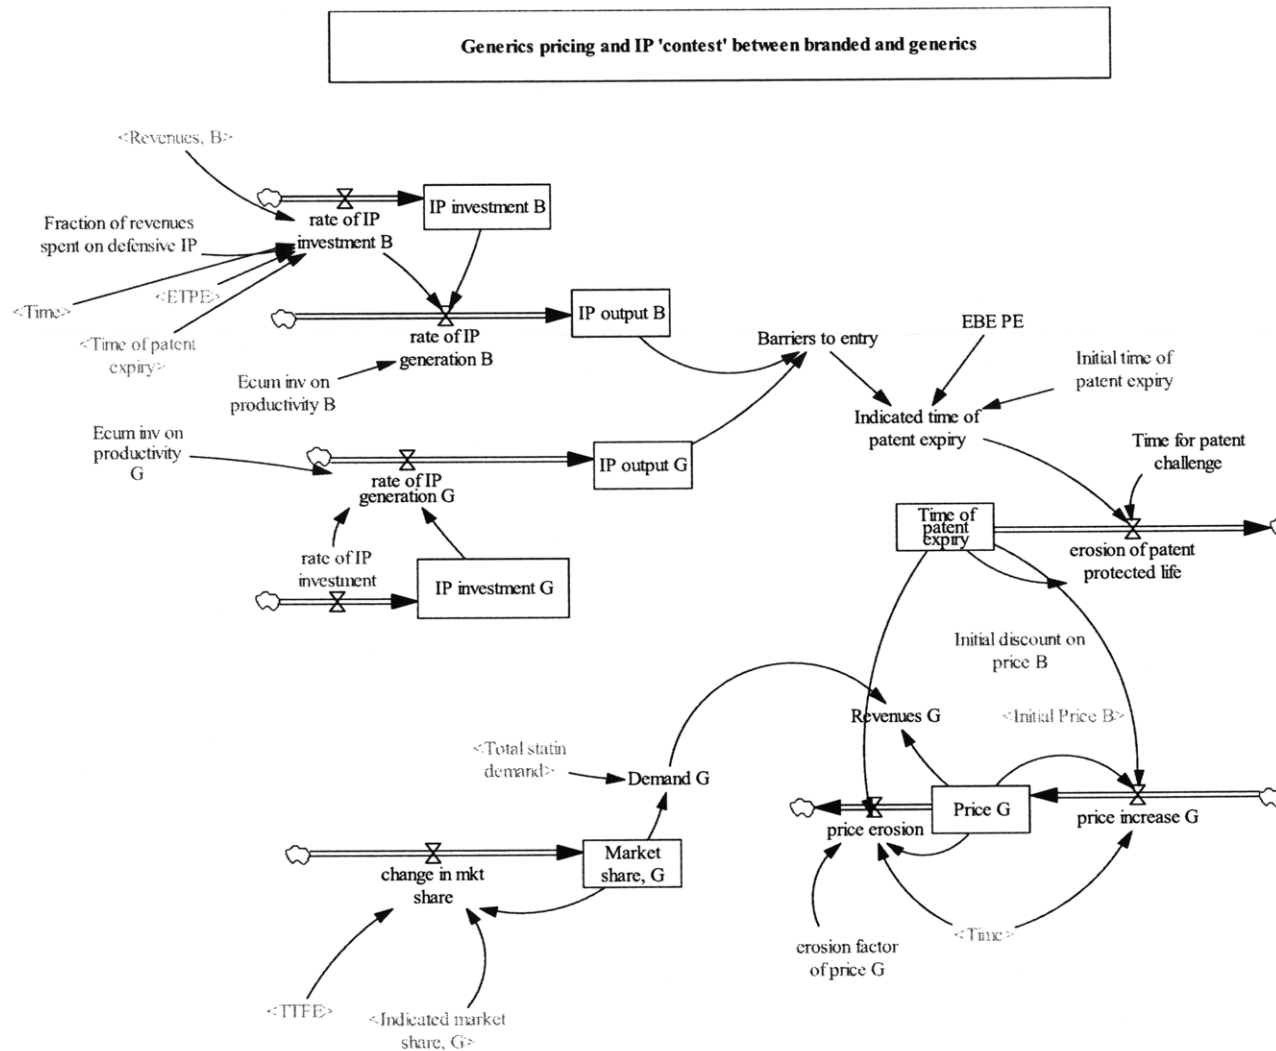 Generics pricing and IP 'contest' between branded and generics
<Revenues, B>
IP investment B
rate of IP
investment B
Fraction of revenues
spent on defensive IP
<Time>
<ETPE>
<Time of patent
expiry>
IP output B
rate of IP
generation B
Ecum inv on
productivity B
Barriers to entry
EBE PE
Initial time of
patent expiry
Indicated time of
patent expiry
Ecum inv on
productivity
G
IP output G
rate of IP
generation G
Time for patent
challenge
Time of
patent
expiry
erosion of patent
protected life
rate of IP
investment
IP investment G
Initial discount on
price B
Revenues G
<Initial Price B>
<Total statin
demand>
Demand G
Price G
price increase G
price erosion
Market
share, G
change in mkt
share
<Time>
erosion factor
of price G
<TTFE>
<Indicated market
share, G>